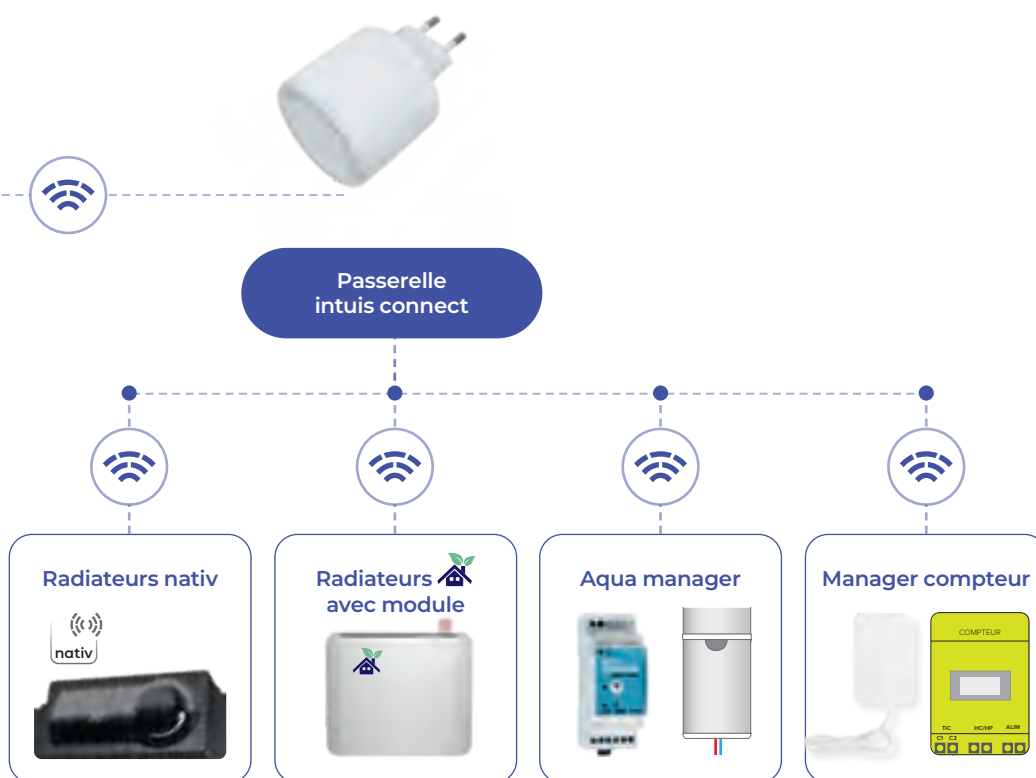 Passerelle
intuis connect
Radiateurs nativ
nativ
Radiateurs
avec module
Aqua manager
Manager compteur
COMPTEUR
TIC HC/HP ALIM
C1 C2